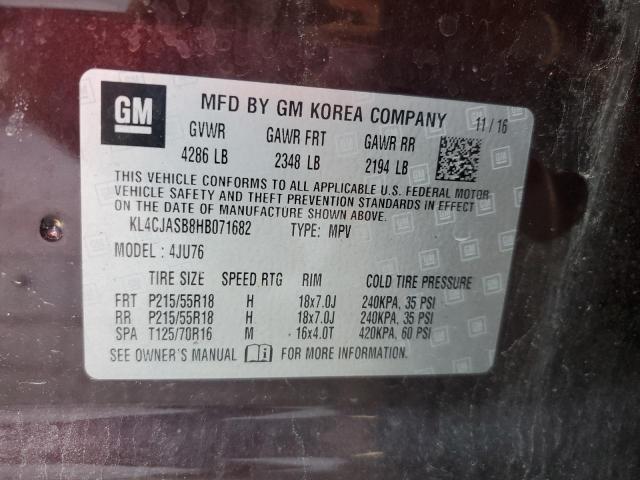 GM MFD BY GM KOREA COMPANY 11/16
GVWR GAWR FRT GAWR RR
4286 LB 2348 LB 2194 LB
THIS VEHICLE CONFORMS TO ALL APPLICABLE U.S. FEDERAL MOTOR
VEHICLE SAFETY AND THEFT PREVENTION STANDARDS IN EFFECT
ON THE DATE OF MANUFACTURE SHOWN ABOVE.
KL4CJASB8HB071682 TYPE: MPV
MODEL: 4JU76
TIRE SIZE SPEED RTG RIM COLD TIRE PRESSURE
FRT P215/55R18 H 18x7.0J 240KPA, 35 PSI
RR P215/55R18 H 18x7.0J 240KPA, 35 PSI
SPA T125/70R16 M 16x4.0T 420KPA, 60 PSI
SEE OWNER'S MANUAL FOR MORE INFORMATION.